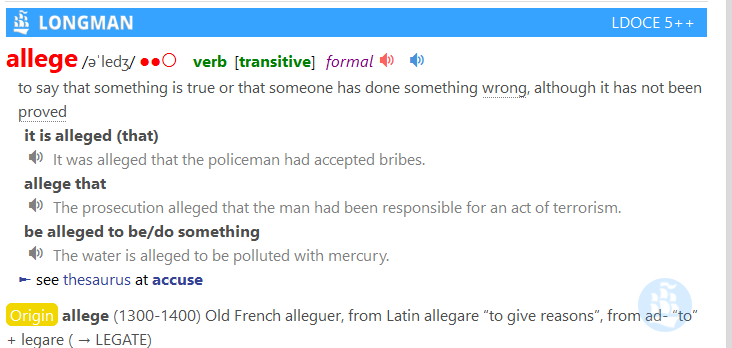 LONGMAN LDOCE 5++
allege /əˈledʒ/ ●●○ verb [transitive] formal
to say that something is true or that someone has done something wrong, although it has not been
proved
it is alleged (that)
It was alleged that the policeman had accepted bribes.
allege that
The prosecution alleged that the man had been responsible for an act of terrorism.
be alleged to be/do something
The water is alleged to be polluted with mercury.
► see thesaurus at accuse
Origin allege (1300-1400) Old French alleguer, from Latin allegare “to give reasons”, from ad- “to”
+ legare ( → LEGATE)